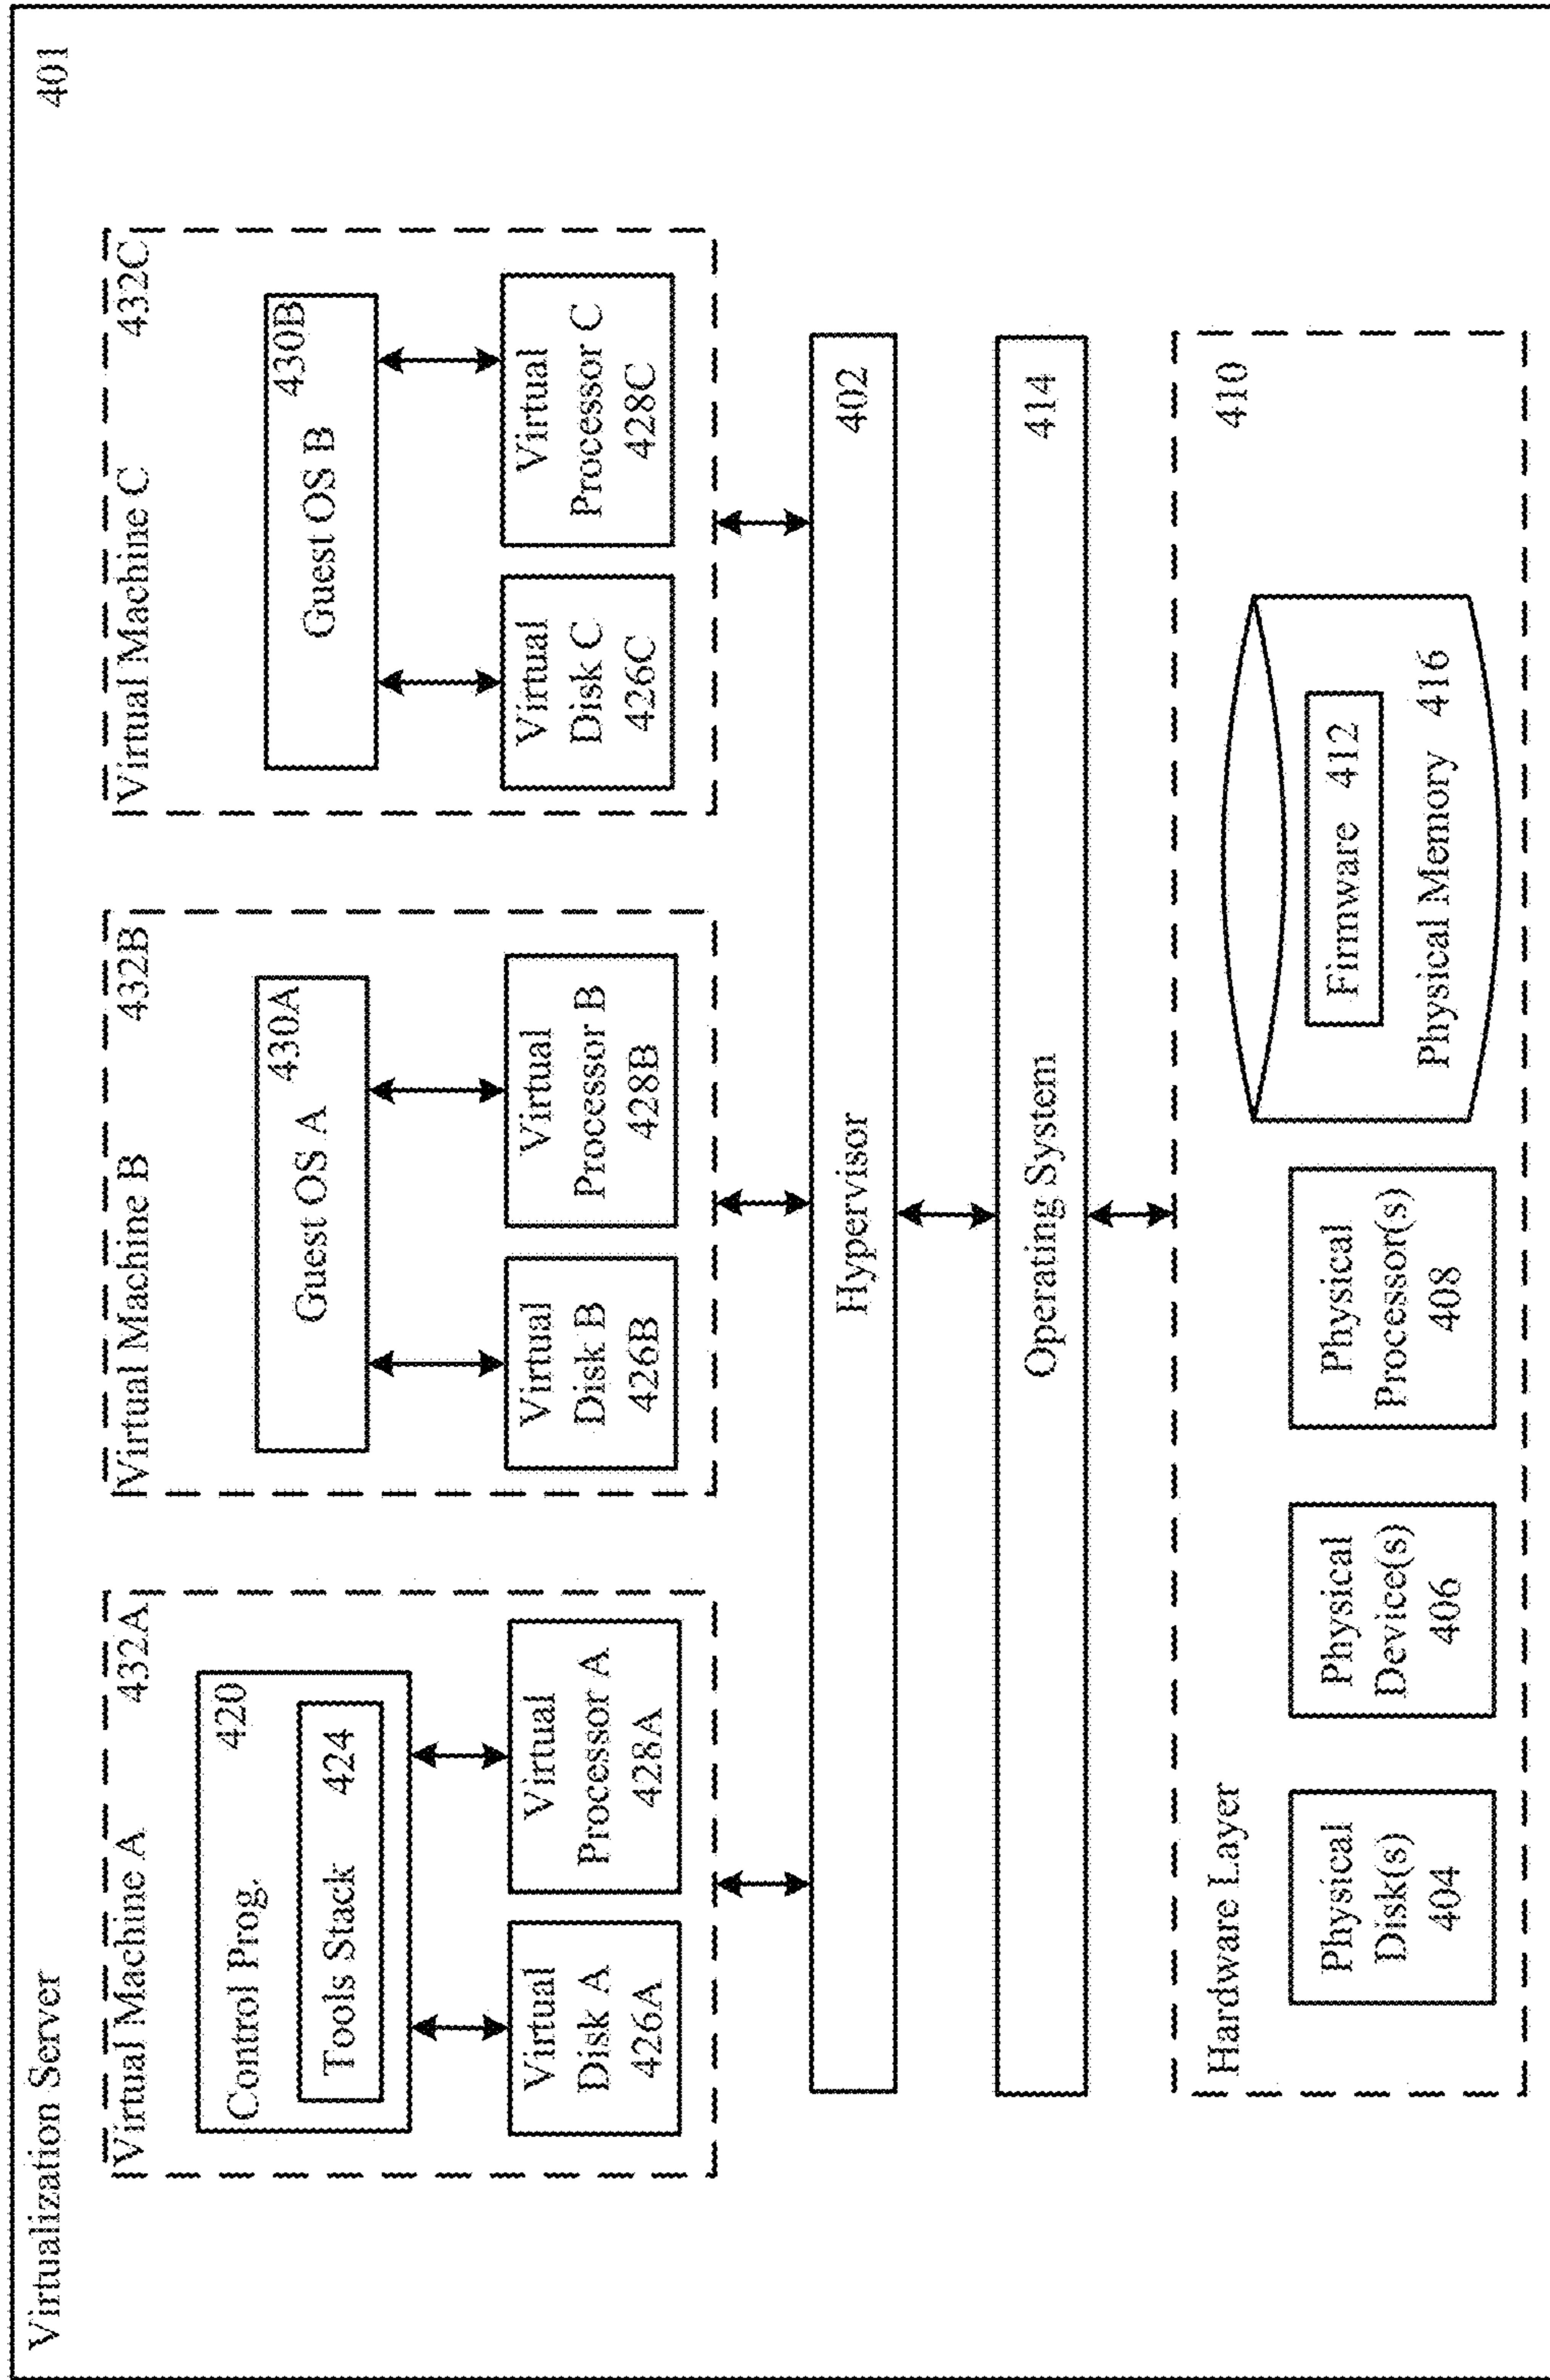 Virtualization Server
401
Virtual Machine A
432A
Control Prog.
420
Tools Stack 424
Virtual
Disk A
426A
Virtual
Processor A
428A
Virtual Machine B
432B
Guest OS A
430A
Virtual
Disk B
426B
Virtual
Processor B
428B
Virtual Machine C
432C
Guest OS B
430B
Virtual
Disk C
426C
Virtual
Processor C
428C
Hypervisor
402
Operating System
414
Hardware Layer
410
Physical
Disk(s)
404
Physical
Device(s)
406
Physical
Processor(s)
408
Firmware 412
Physical Memory 416